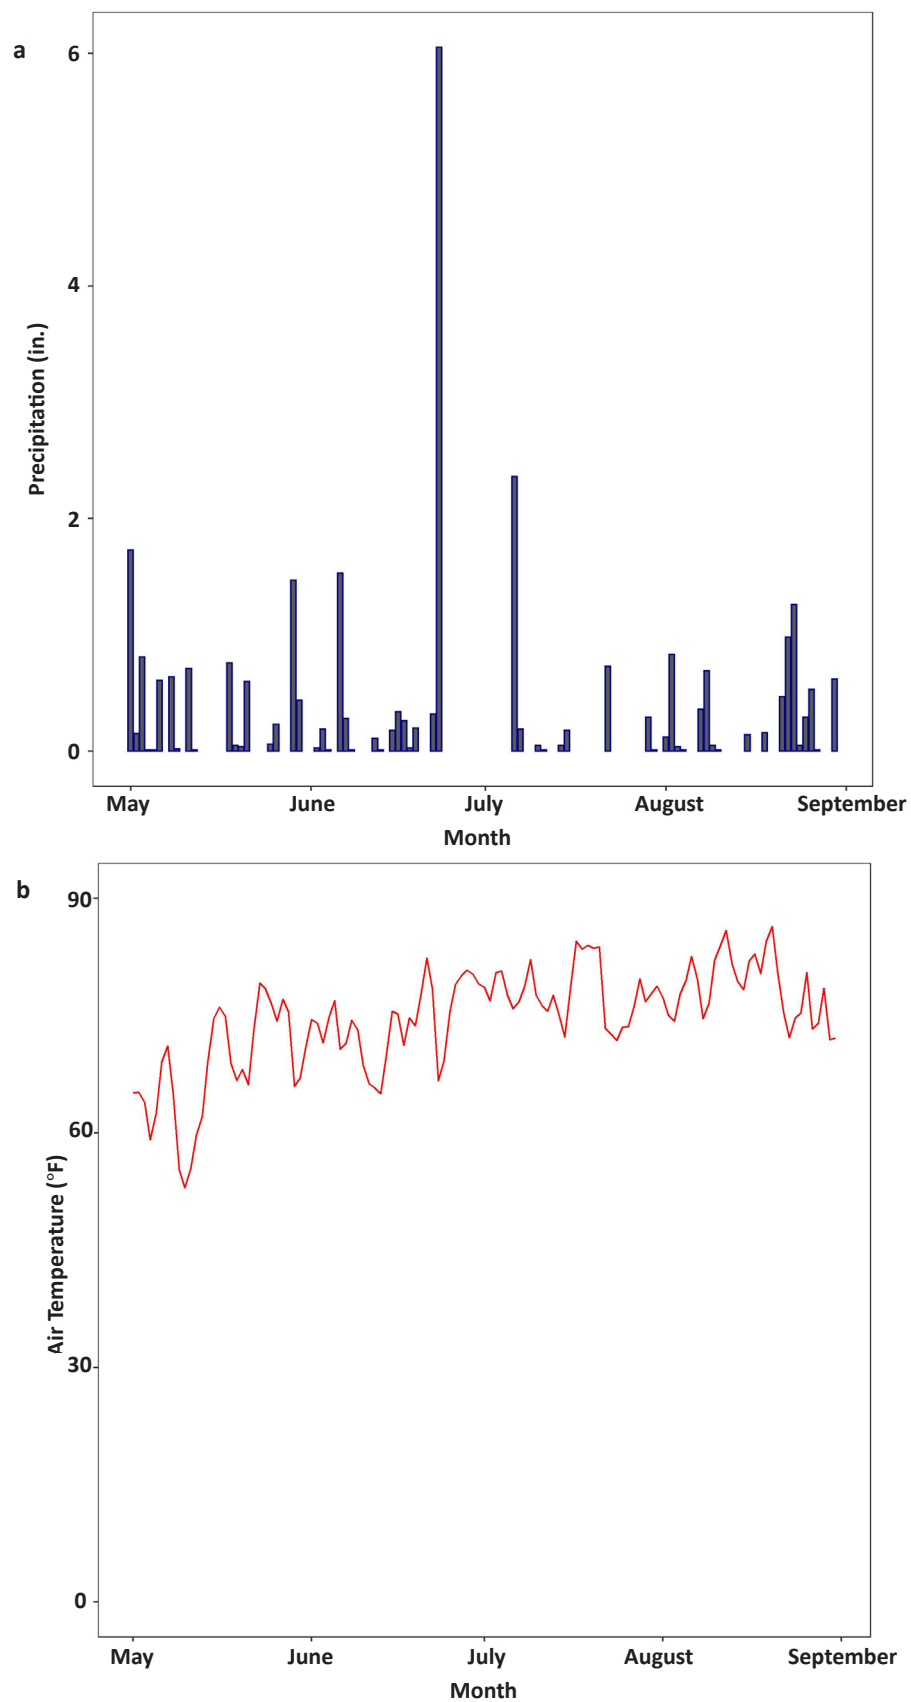 a
6
4
2
0
Precipitation (in.)
May June July August September
Month
b
90
60
30
0
Air Temperature (°F)
May June July August September
Month